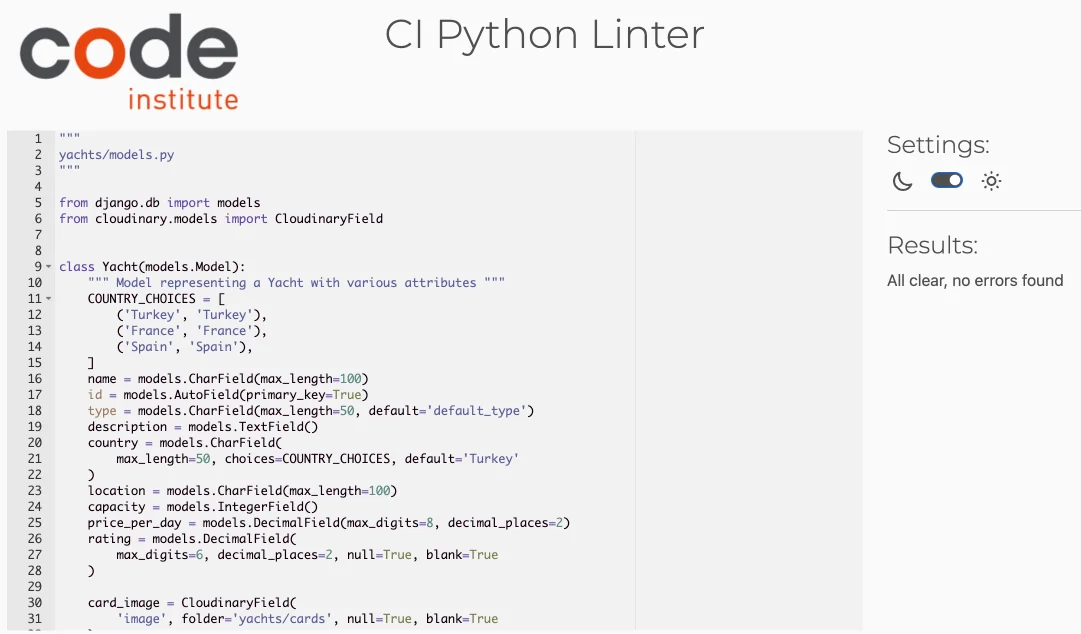 code
institute
CI Python Linter
1 """
2 yachts/models.py
3 """
4
5 from django.db import models
6 from cloudinary.models import CloudinaryField
7
8
9 class Yacht(models.Model):
10     """ Model representing a Yacht with various attributes """
11     COUNTRY_CHOICES = [
12         ('Turkey', 'Turkey'),
13         ('France', 'France'),
14         ('Spain', 'Spain'),
15     ]
16     name = models.CharField(max_length=100)
17     id = models.AutoField(primary_key=True)
18     type = models.CharField(max_length=50, default='default_type')
19     description = models.TextField()
20     country = models.CharField(
21         max_length=50, choices=COUNTRY_CHOICES, default='Turkey'
22     )
23     location = models.CharField(max_length=100)
24     capacity = models.IntegerField()
25     price_per_day = models.DecimalField(max_digits=8, decimal_places=2)
26     rating = models.DecimalField(
27         max_digits=6, decimal_places=2, null=True, blank=True
28     )
29
30     card_image = CloudinaryField(
31         'image', folder='yachts/cards', null=True, blank=True
Settings:
Results:
All clear, no errors found